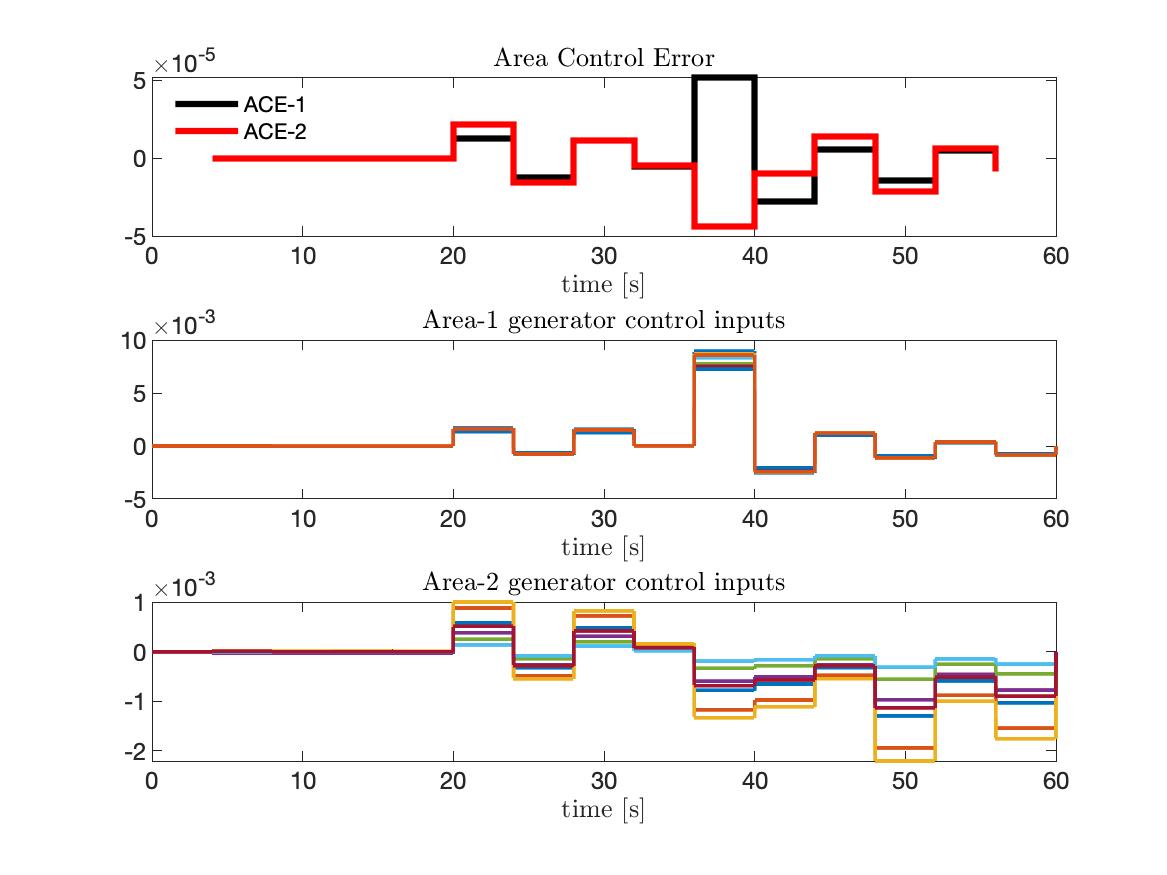 ×10-5
Area Control Error
5
ACE-1
ACE-2
0
-5
0 10 20 30 40 50 60
time [s]
×10-3
Area-1 generator control inputs
10
5
0
-5
0 10 20 30 40 50 60
time [s]
×10-3
Area-2 generator control inputs
1
0
-1
-2
0 10 20 30 40 50 60
time [s]